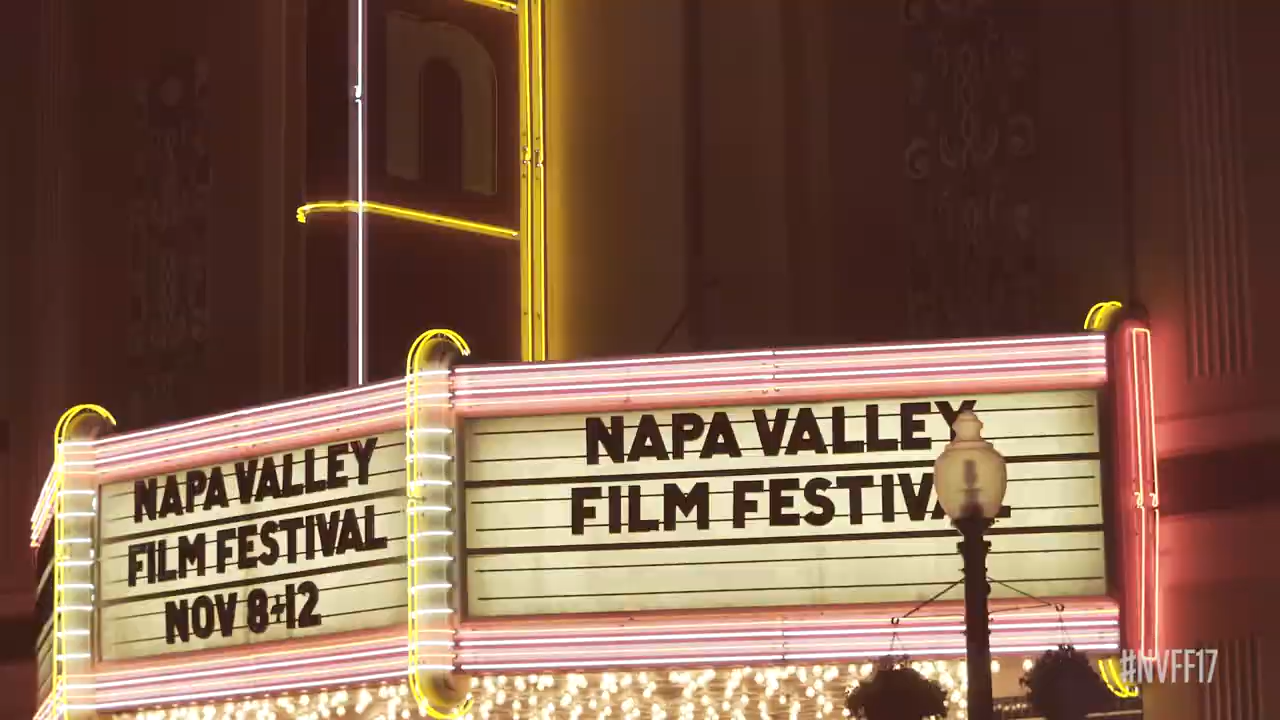 n
NAPA VALLEY
FILM FESTIVAL
NOV 8-12
NAPA VALLEY
FILM FESTIVAL
#NVFF17